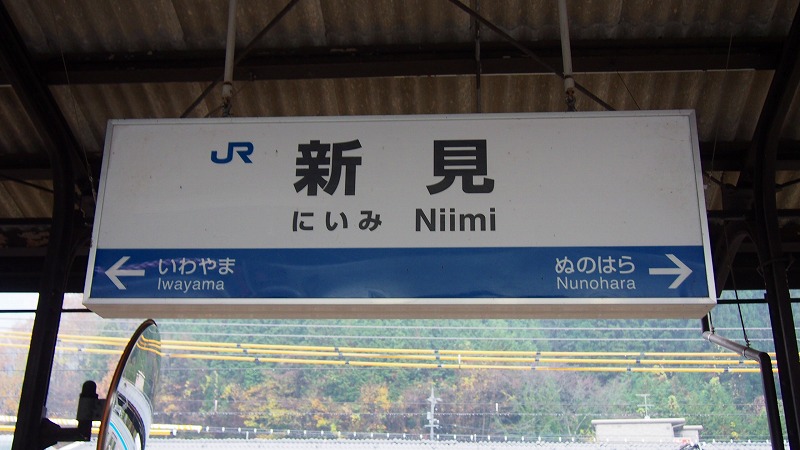 JR 新見
にいみ Niimi
← いわやま ぬのはら →
Iwayama Nunohara